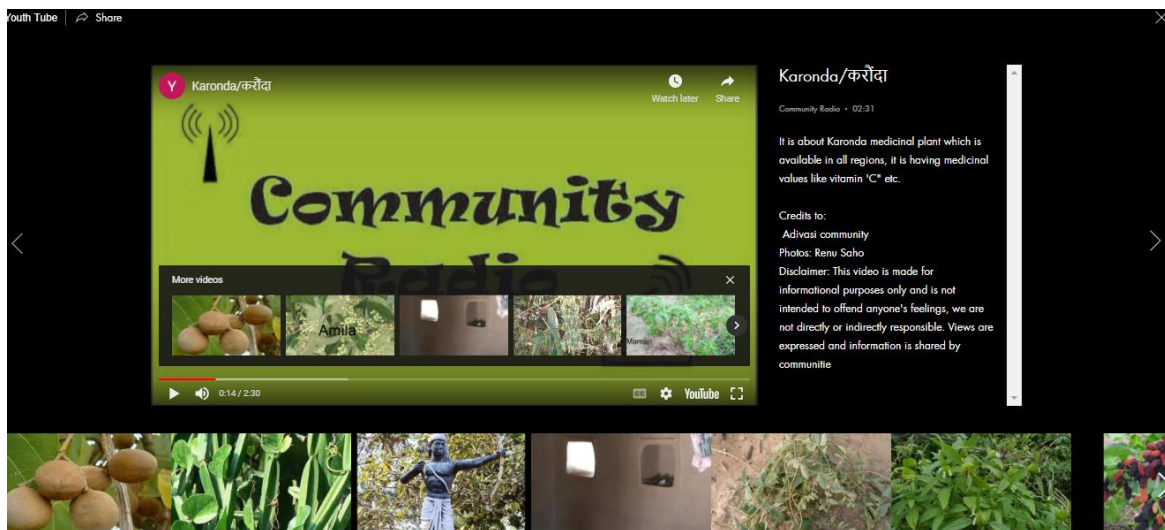 Youth Tube
Share
Y
Karonda/करौंदा
Watch later
Share
Community
Radio
More videos
Amila
0:14 / 2:30
CC
YouTube
Karonda/करौंदा
Community Radio • 02:31
It is about Karonda medicinal plant which is
available in all regions, it is having medicinal
values like vitamin 'C" etc.
Credits to:
Adivasi community
Photos: Renu Saho
Disclaimer: This video is made for
informational purposes only and is not
intended to offend anyone's feelings, we are
not directly or indirectly responsible. Views are
expressed and information is shared by
communitie